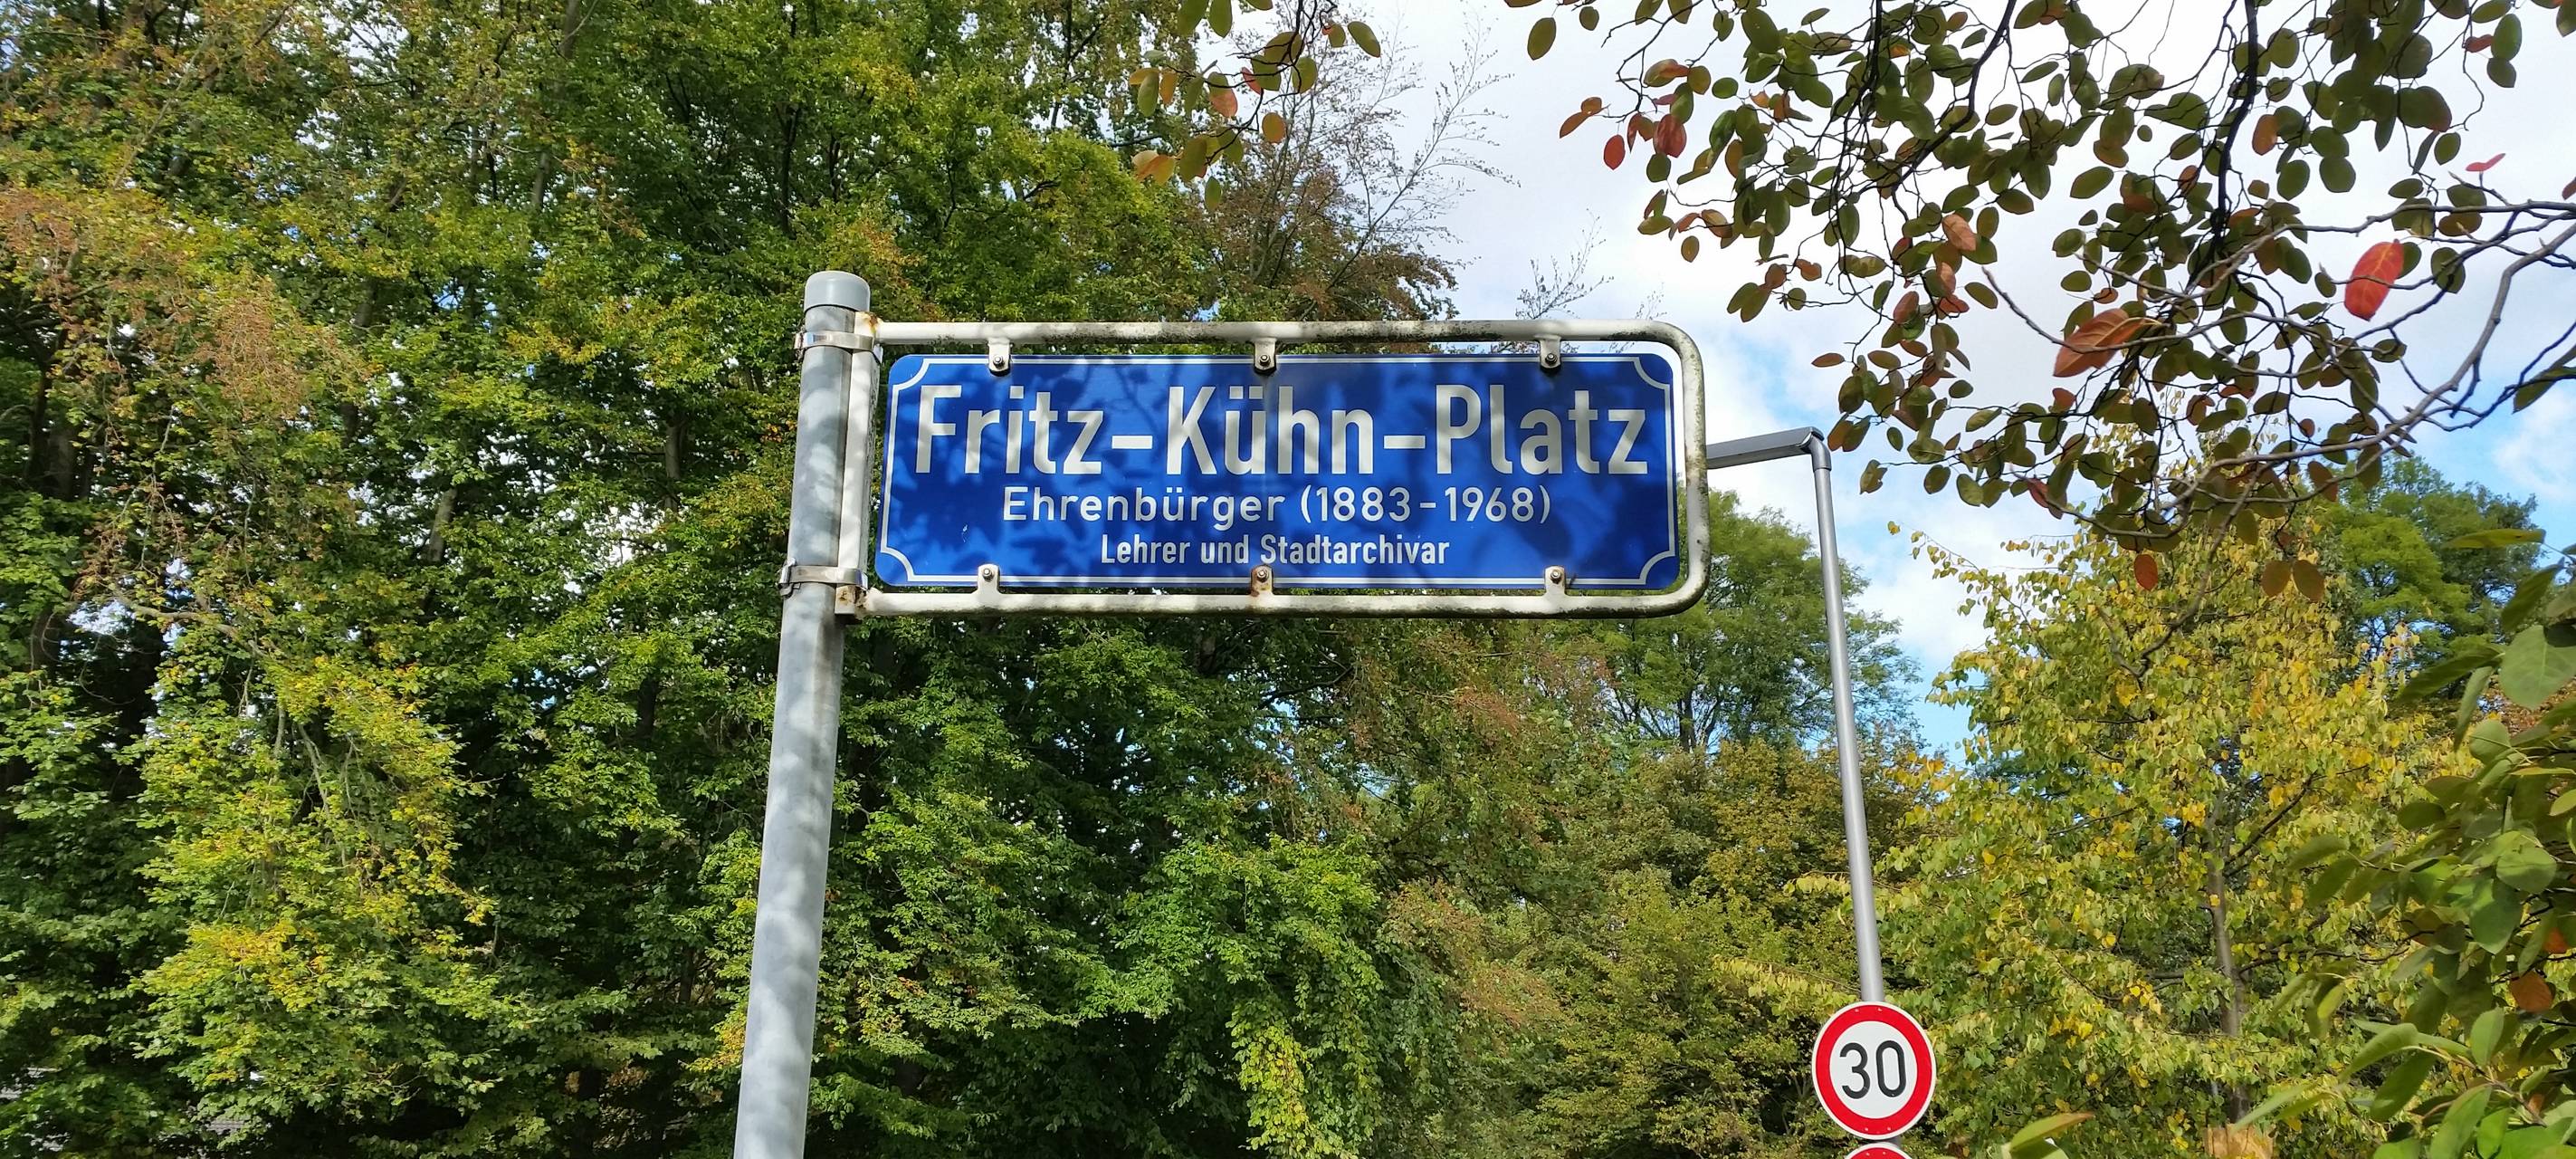 Fritz-Kühn-Platz
Ehrenbürger (1883-1968)
Lehrer und Stadtarchivar
30